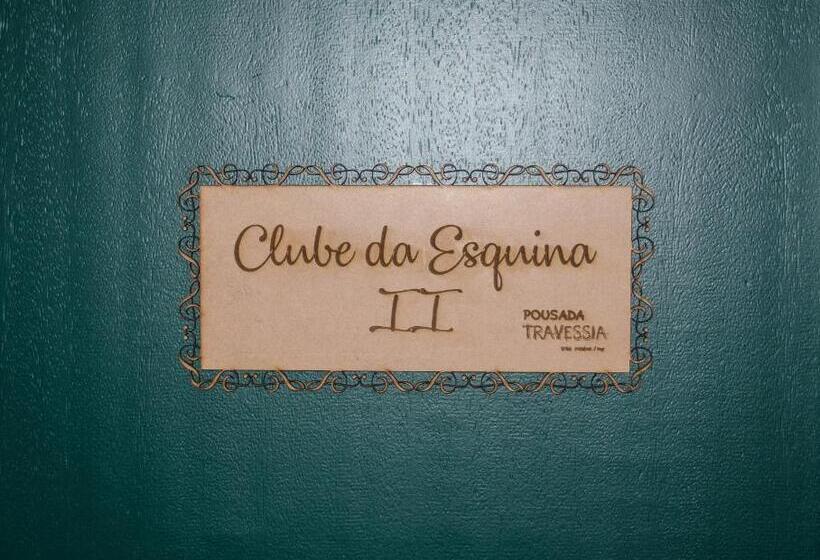 Clube da Esquina
II
POUSADA
TRAVESSIA